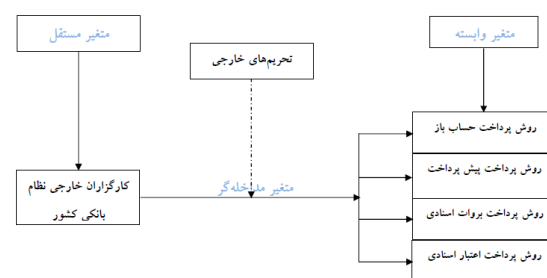 متغیر مستقل
متغیر وابسته
تحریم‌های خارجی
روش پرداخت حساب باز
روش پرداخت پیش پرداخت
کارگزاران خارجی نظام
بانکی کشور
متغیر مداخله‌گر
روش پرداخت بروات اسنادی
روش پرداخت اعتبار اسنادی